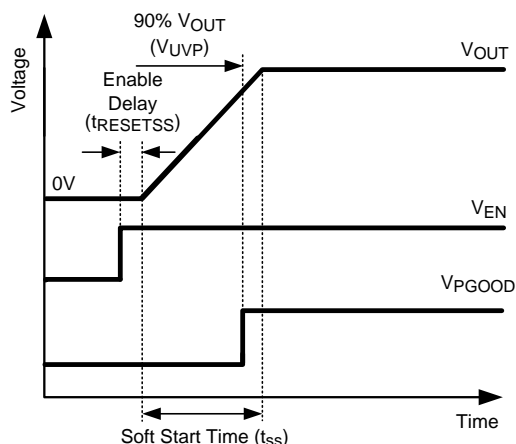 90% VOUT
(VUVP)
VOUT
Enable
Delay
(tRESETSS)
Voltage
0V
VEN
VPGOOD
Time
Soft Start Time (tss)